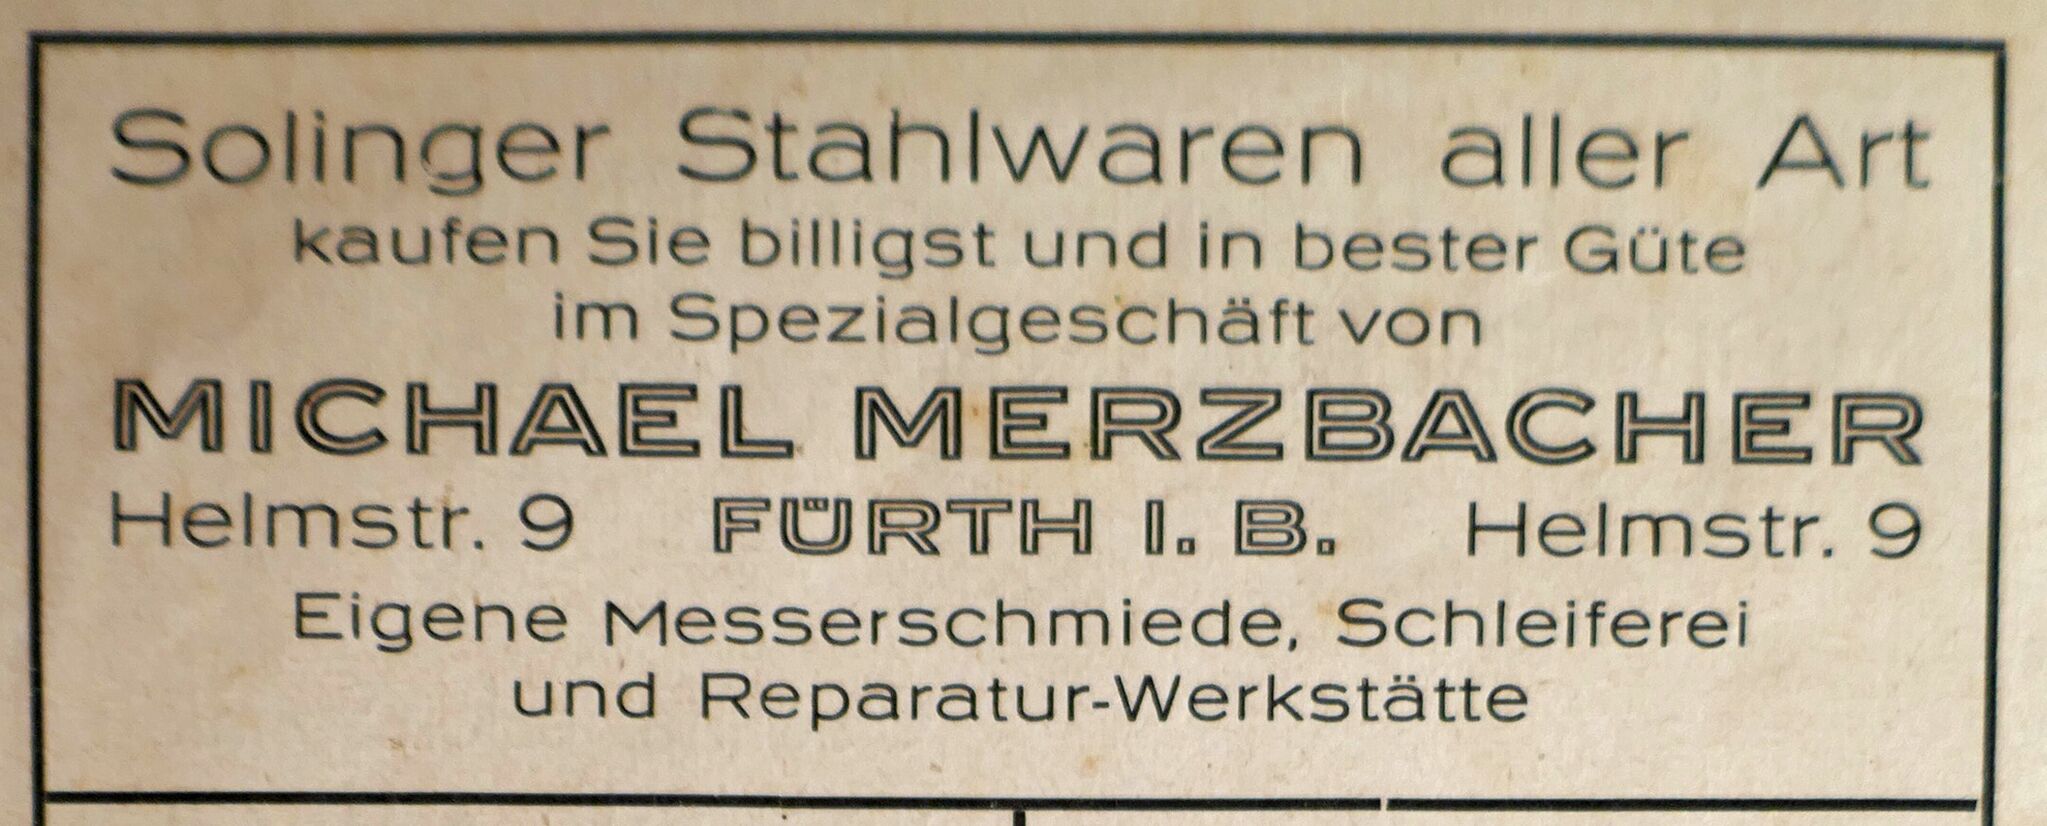 Solinger Stahlwaren aller Art
kaufen Sie billigst und in bester Güte
im Spezialgeschäft von
MICHAEL MERZBACHER
Helmstr. 9 FÜRTH I. B. Helmstr. 9
Eigene Messerschmiede, Schleiferei
und Reparatur-Werkstätte